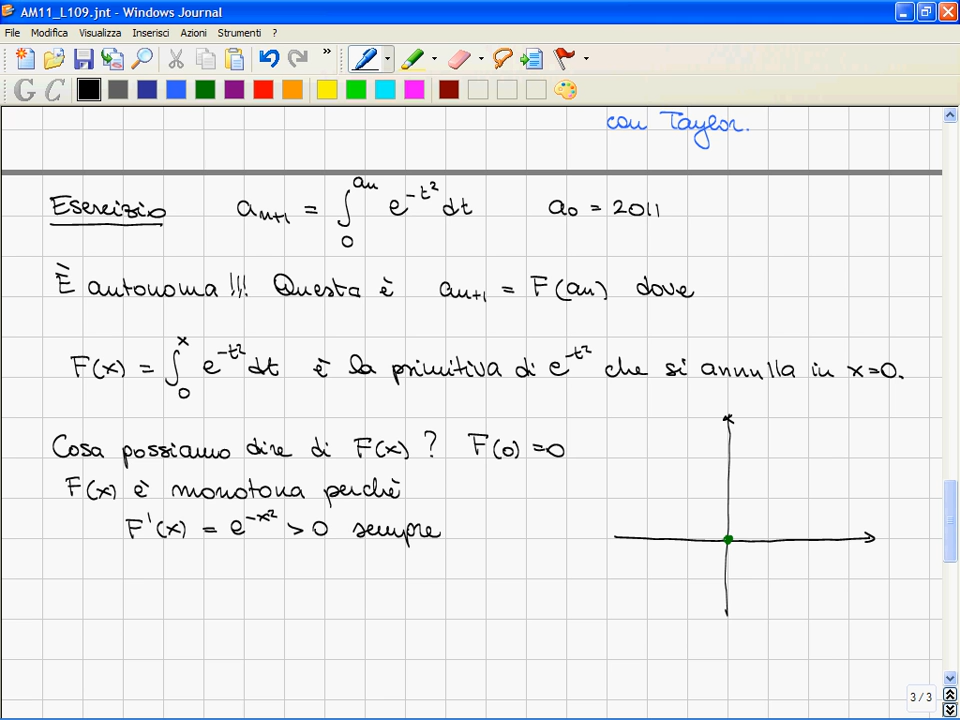 AM11_L109.jnt - Windows Journal
File Modifica Visualizza Inserisci Azioni Strumenti ?
»
G C
con Taylor.
Esercizio a_{n+1} = ∫_0^{a_n} e^{-t^2} dt a_0 = 2011
È autonoma!!! Questa è a_{n+1} = F(a_n) dove
F(x) = ∫_0^x e^{-t^2} dt è la primitiva di e^{-t^2} che si annulla in x=0.
Cosa possiamo dire di F(x)? F(0)=0
F(x) è monotona perché
F'(x) = e^{-x^2} > 0 sempre
3 / 3